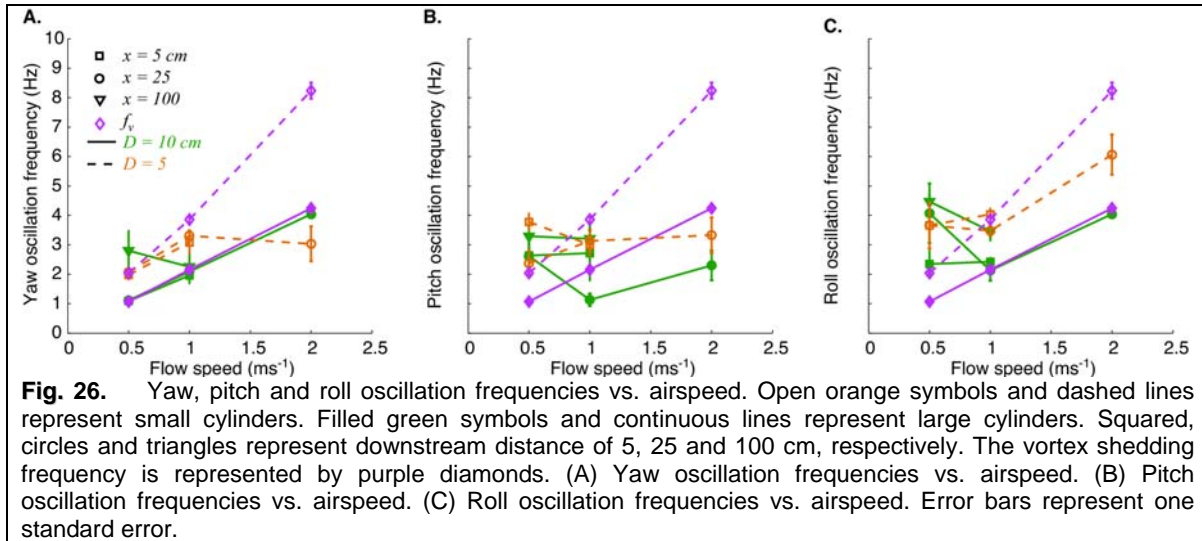 A.
B.
C.
10
9
8
7
6
5
4
3
2
1
0
Yaw oscillation frequency (Hz)
x = 5 cm
x = 25
x = 100
fv
D = 10 cm
D = 5
0 0.5 1 1.5 2 2.5
Flow speed (ms-1)
Pitch oscillation frequency (Hz)
0 0.5 1 1.5 2 2.5
Flow speed (ms-1)
Roll oscillation frequency (Hz)
0 0.5 1 1.5 2 2.5
Flow speed (ms-1)
Fig. 26. Yaw, pitch and roll oscillation frequencies vs. airspeed. Open orange symbols and dashed lines
represent small cylinders. Filled green symbols and continuous lines represent large cylinders. Squared,
circles and triangles represent downstream distance of 5, 25 and 100 cm, respectively. The vortex shedding
frequency is represented by purple diamonds. (A) Yaw oscillation frequencies vs. airspeed. (B) Pitch
oscillation frequencies vs. airspeed. (C) Roll oscillation frequencies vs. airspeed. Error bars represent one
standard error.